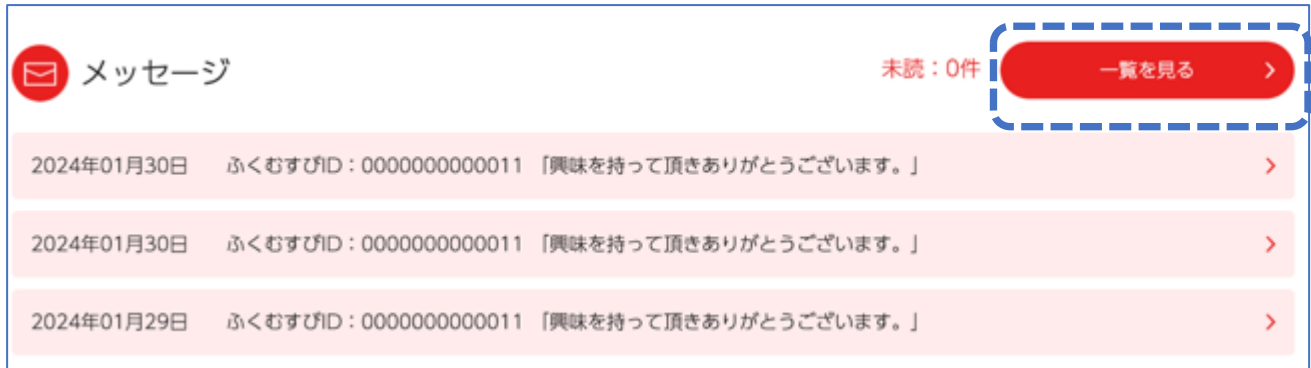 メッセージ 未読：0件 一覧を見る
2024年01月30日 ふくむすびID：0000000000011 「興味を持って頂きありがとうございます。」
2024年01月30日 ふくむすびID：0000000000011 「興味を持って頂きありがとうございます。」
2024年01月29日 ふくむすびID：0000000000011 「興味を持って頂きありがとうございます。」